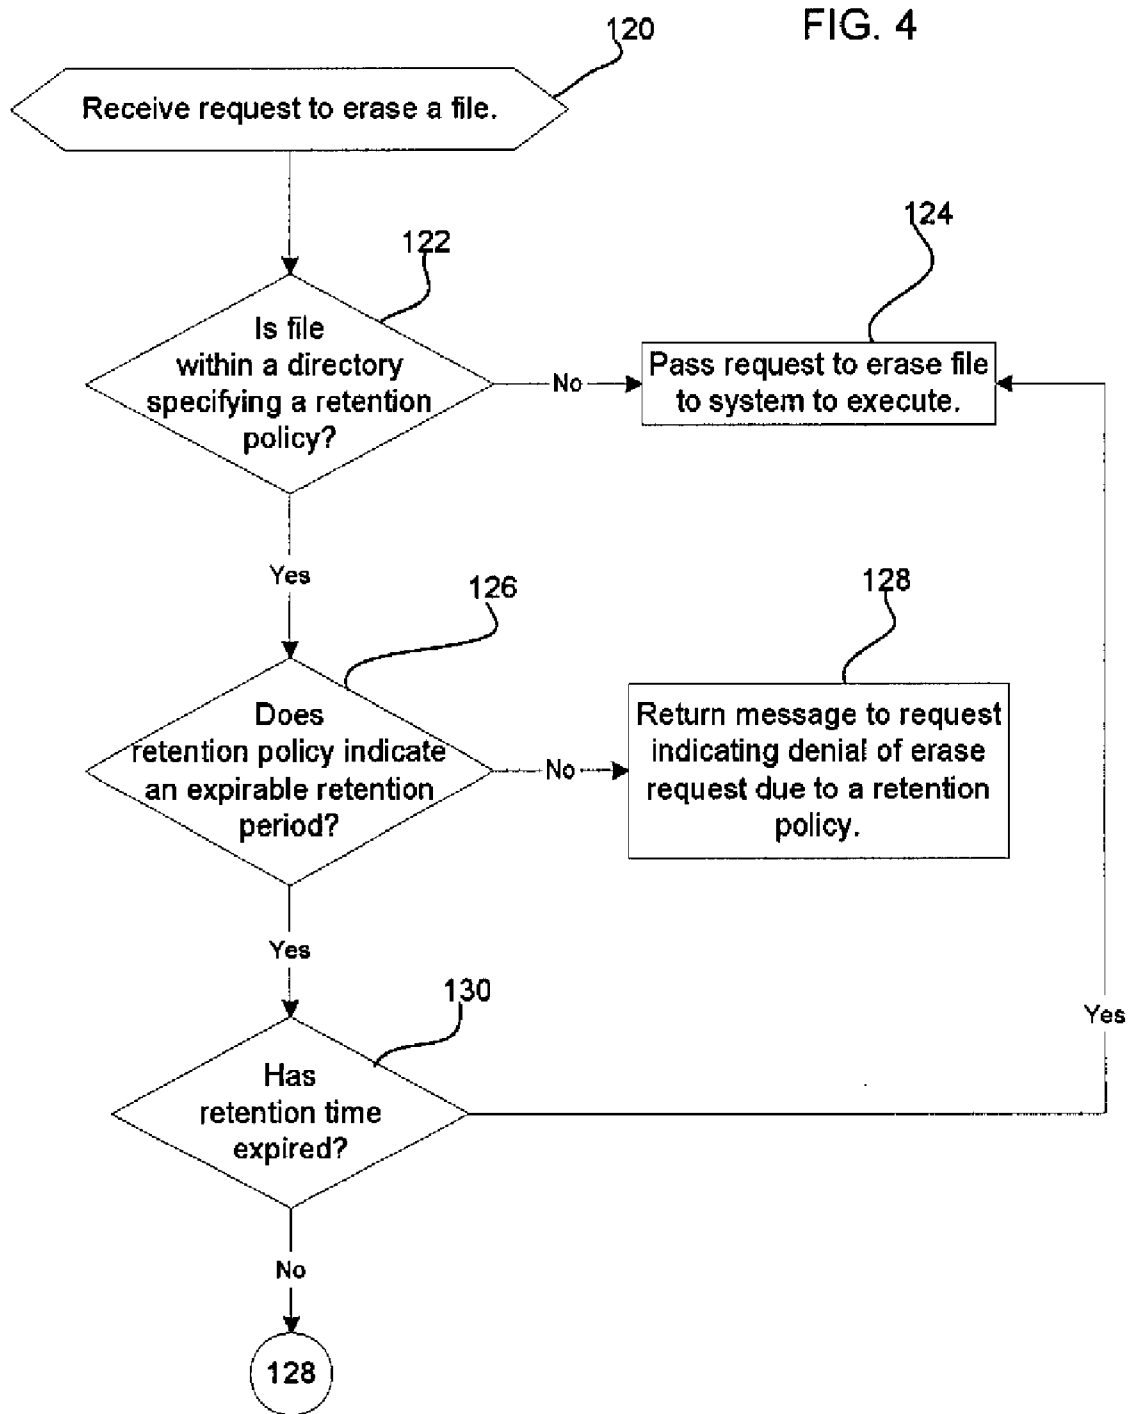 FIG. 4
120
Receive request to erase a file.
122
124
Is file
within a directory
specifying a retention
policy?
No
Pass request to erase file
to system to execute.
Yes
126
128
Does
retention policy indicate
an expirable retention
period?
No
Return message to request
indicating denial of erase
request due to a retention
policy.
Yes
130
Yes
Has
retention time
expired?
No
128